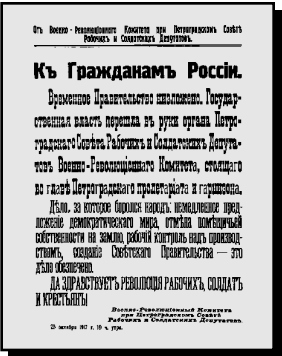 Отъ Военно - Революціоннаго Комитета при Петроградскомъ Совѣтѣ
Рабочихъ и Солдатскихъ Депутатовъ.
Къ Гражданамъ Россіи.
Временное Правительство низложено. Государ-
ственная власть перешла въ руки органа Петро-
градскаго Совѣта Рабочихъ и Солдатскихъ Депута-
товъ Военно-Революціоннаго Комитета, стоящаго
во главѣ Петроградскаго пролетаріата и гарнизона.
Дѣло, за которое боролся народъ: немедленное пред-
ложеніе демократическаго мира, отмѣна помѣщичьей
собственности на землю, рабочій контроль надъ производ-
ствомъ, созданіе Совѣтскаго Правительства — это
дѣло обезпечено.
ДА ЗДРАВСТВУЕТЪ РЕВОЛЮЦІЯ РАБОЧИХЪ, СОЛДАТЪ
И КРЕСТЬЯНЪ!
Военно-Революціонный Комитетъ
при Петроградскомъ Совѣтѣ
Рабочихъ и Солдатскихъ Депутатовъ.
25 октября 1917 г. 10 ч. утра.